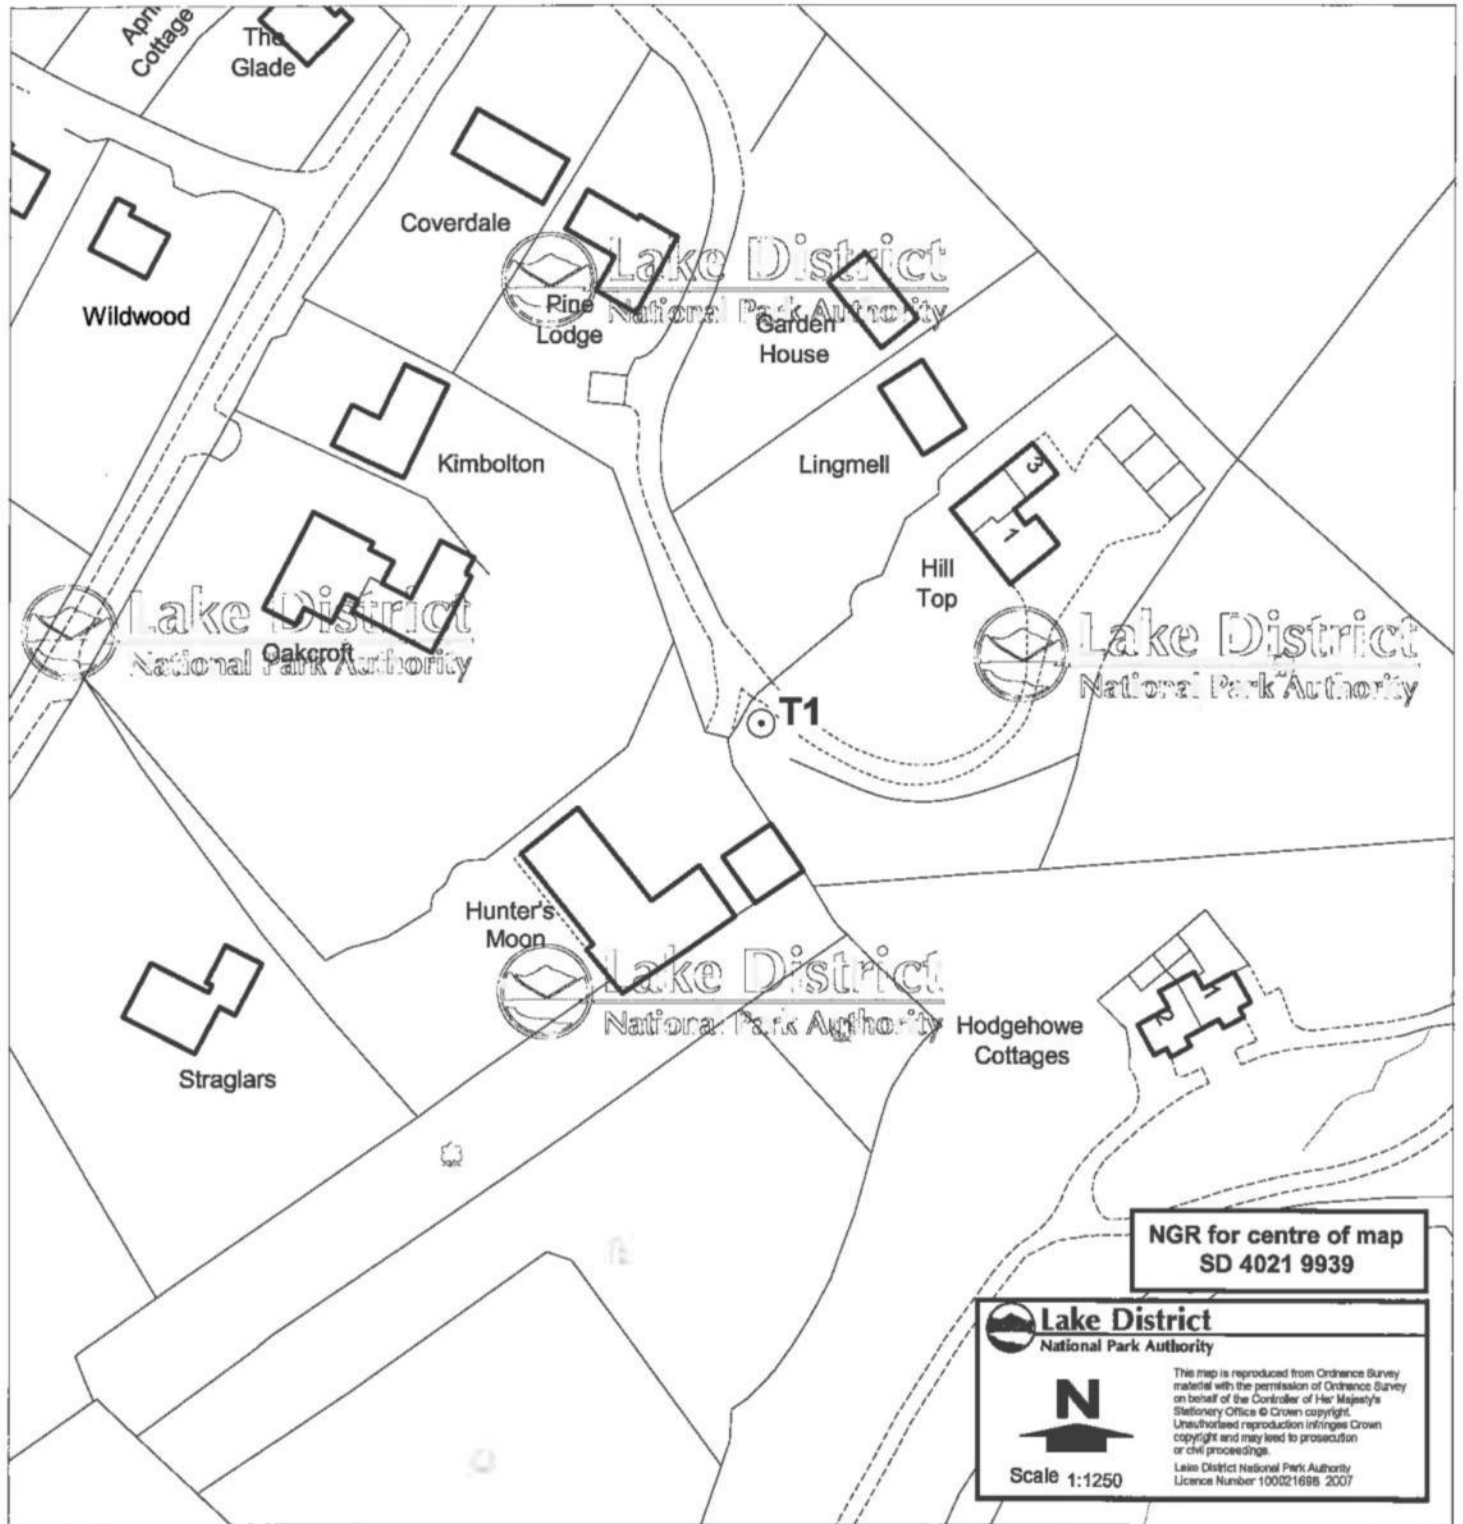 April
Cottage
The
Glade
Coverdale
Wildwood
Lake District
National Park Authority
Pine
Lodge
Garden
House
Kimbolton
Lingmell
3
1
Hill
Top
Lake District
National Park Authority
Oakcroft
Lake District
National Park Authority
T1
Hunter's
Moon
Lake District
National Park Authority
Hodgehowe
Cottages
1
2
Straglars
NGR for centre of map
SD 4021 9939
Lake District
National Park Authority
N
Scale 1:1250
This map is reproduced from Ordnance Survey
material with the permission of Ordnance Survey
on behalf of the Controller of Her Majesty's
Stationery Office © Crown copyright.
Unauthorised reproduction infringes Crown
copyright and may lead to prosecution
or civil proceedings.
Lake District National Park Authority
Licence Number 100021698 2007